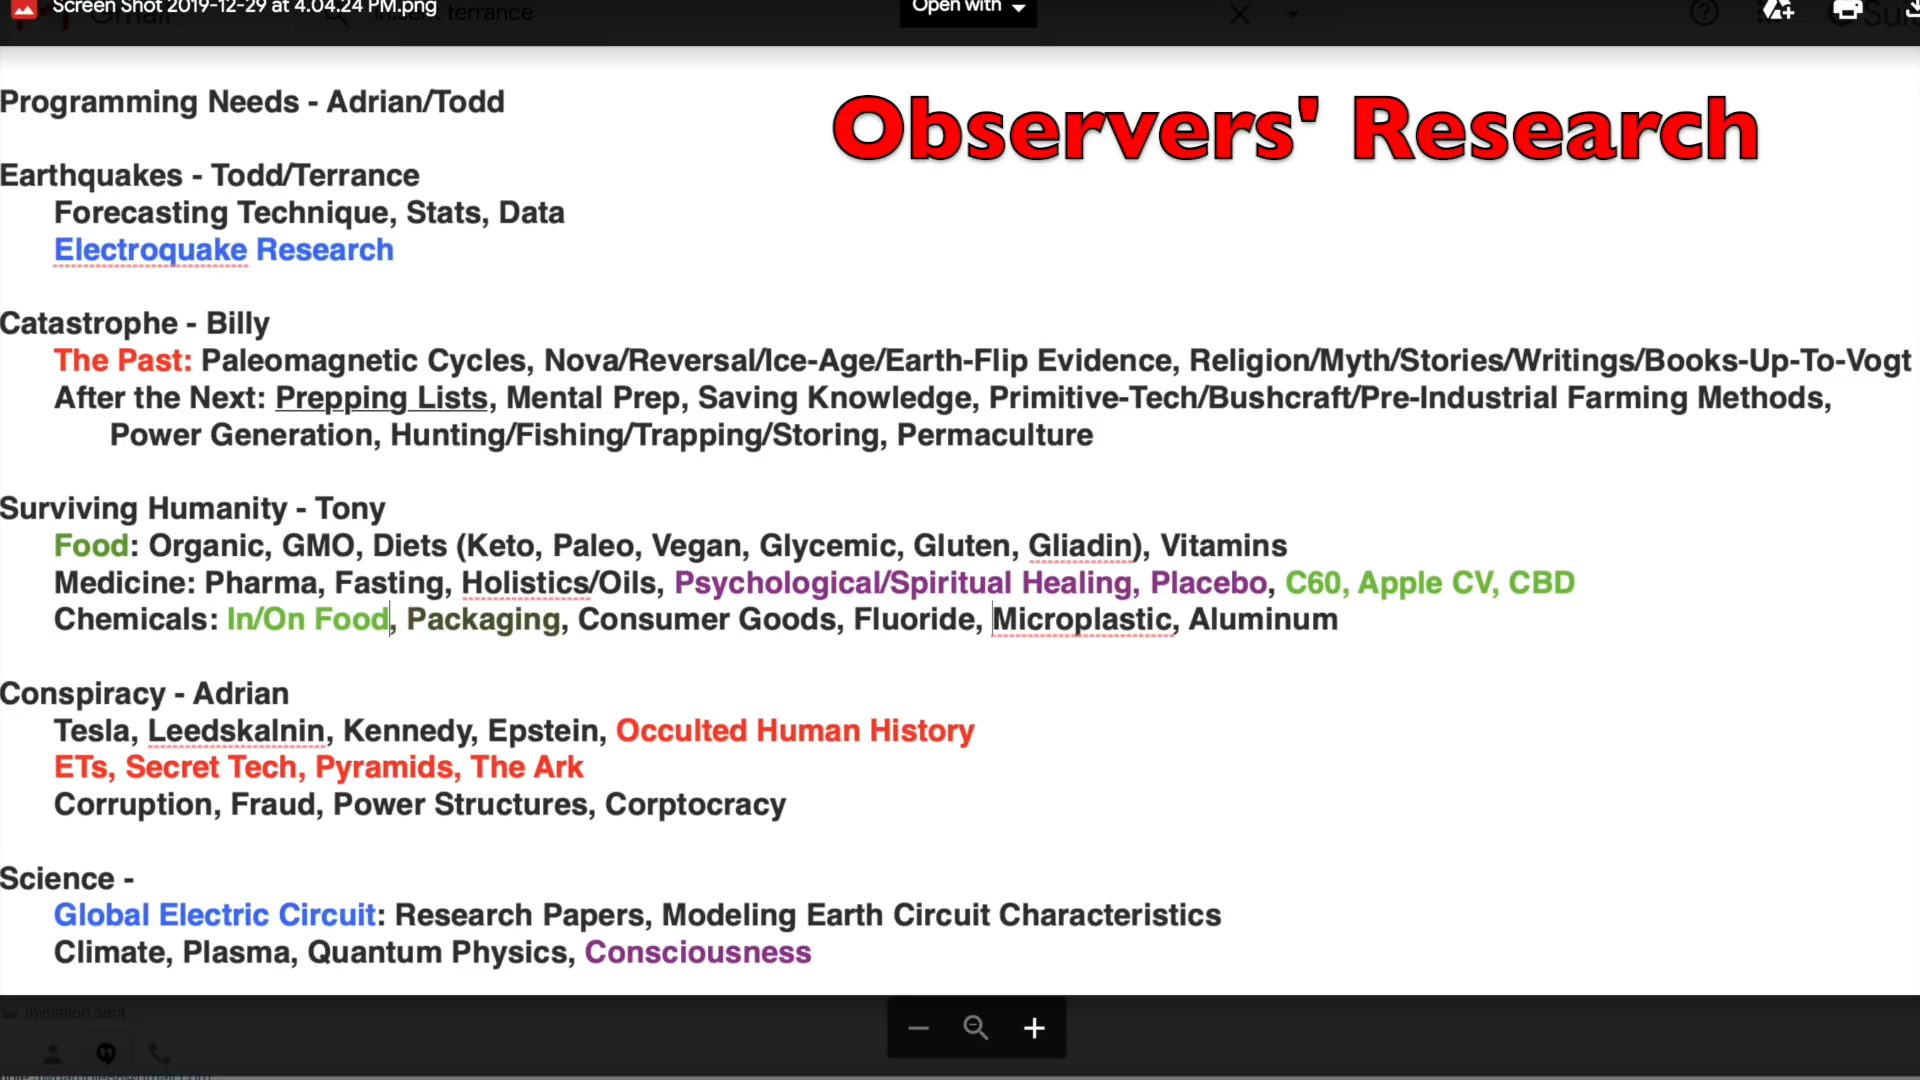 Screen Shot 2019-12-29 at 4.04.24 PM.png
Open with
Gmail
terrance
Programming Needs - Adrian/Todd
Observers' Research
Earthquakes - Todd/Terrance
Forecasting Technique, Stats, Data
Electroquake Research
Catastrophe - Billy
The Past: Paleomagnetic Cycles, Nova/Reversal/Ice-Age/Earth-Flip Evidence, Religion/Myth/Stories/Writings/Books-Up-To-Vogt
After the Next: Prepping Lists, Mental Prep, Saving Knowledge, Primitive-Tech/Bushcraft/Pre-Industrial Farming Methods,
Power Generation, Hunting/Fishing/Trapping/Storing, Permaculture
Surviving Humanity - Tony
Food: Organic, GMO, Diets (Keto, Paleo, Vegan, Glycemic, Gluten, Gliadin), Vitamins
Medicine: Pharma, Fasting, Holistics/Oils, Psychological/Spiritual Healing, Placebo, C60, Apple CV, CBD
Chemicals: In/On Food, Packaging, Consumer Goods, Fluoride, Microplastic, Aluminum
Conspiracy - Adrian
Tesla, Leedskalnin, Kennedy, Epstein, Occulted Human History
ETs, Secret Tech, Pyramids, The Ark
Corruption, Fraud, Power Structures, Corptocracy
Science -
Global Electric Circuit: Research Papers, Modeling Earth Circuit Characteristics
Climate, Plasma, Quantum Physics, Consciousness
Invitation sent